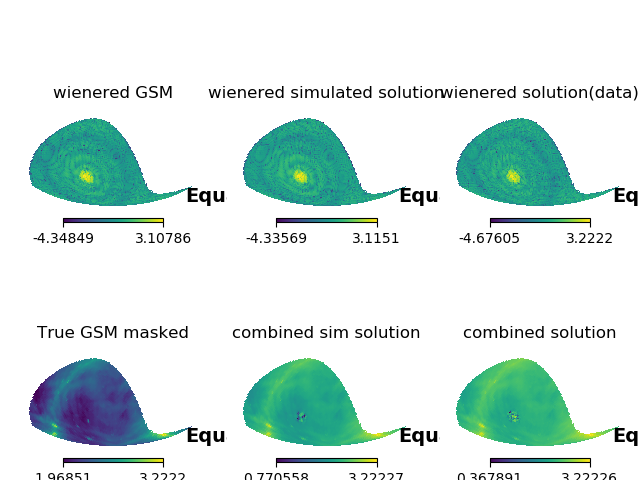 wienered GSM
wienered simulated solution
wienered solution(data)
Equ
Equ
Eq
-4.34849 3.10786
-4.33569 3.1151
-4.67605 3.2222
True GSM masked
combined sim solution
combined solution
Equ
Equ
Eq
1.96851 3.2222
0.770558 3.22227
0.367891 3.22226